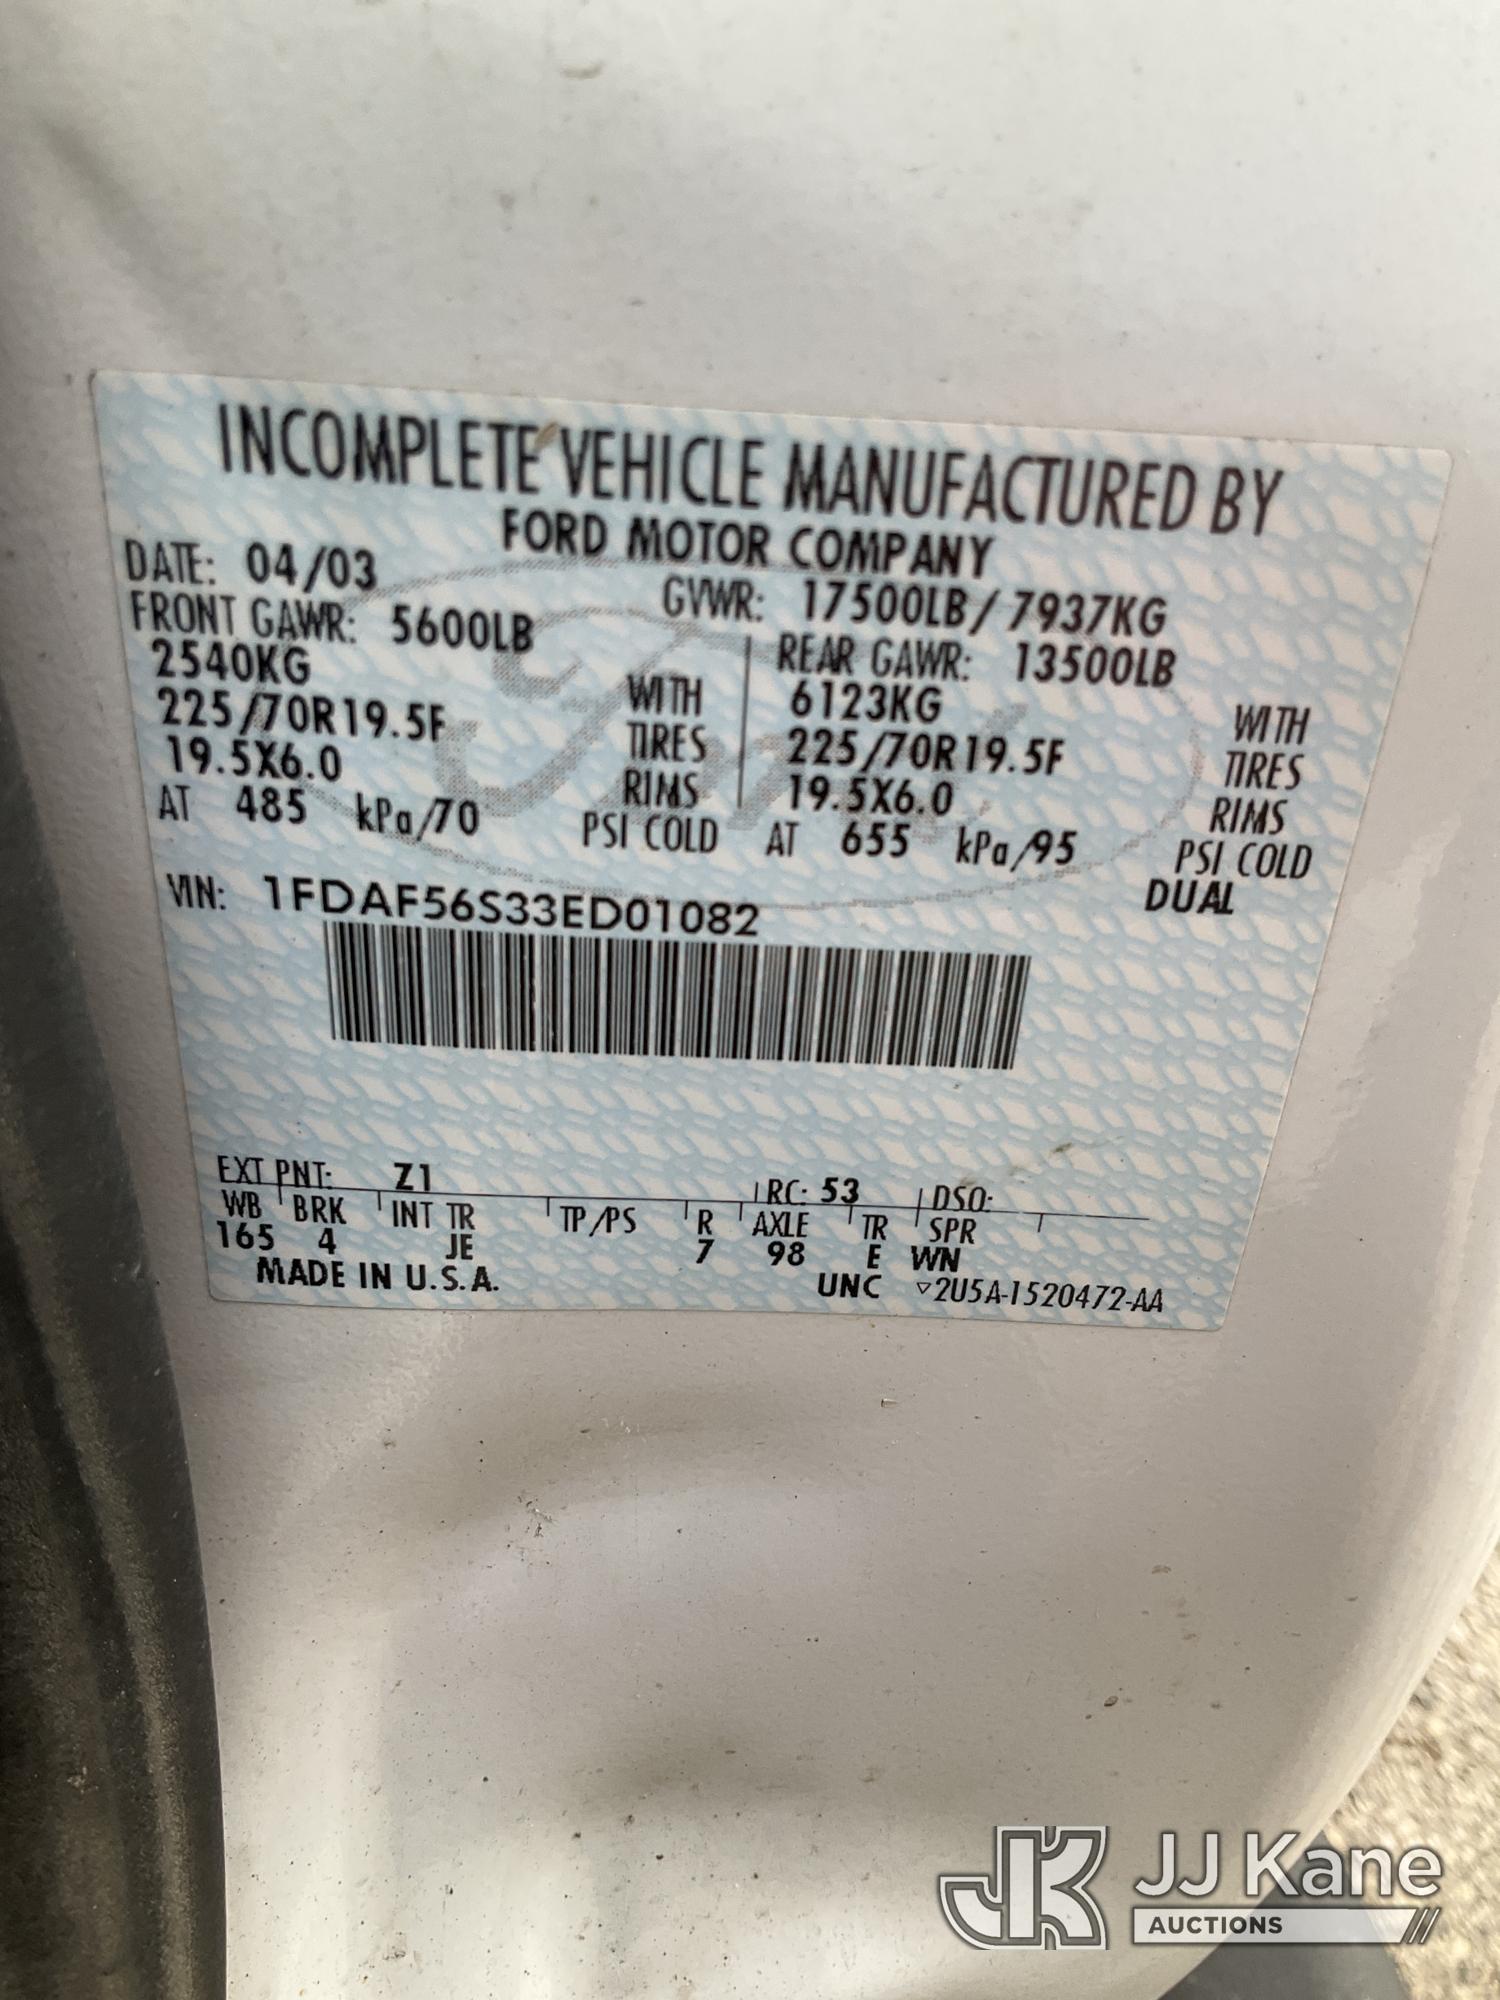 INCOMPLETE VEHICLE MANUFACTURED BY
FORD MOTOR COMPANY
DATE: 04/03
GVWR: 17500LB/7937KG
FRONT GAWR: 5600LB
2540KG WITH
225/70R19.5F TIRES
19.5X6.0 RIMS
AT 485 kPa/70 PSI COLD
REAR GAWR: 13500LB
6123KG WITH
225/70R19.5F TIRES
19.5X6.0 RIMS
AT 655 kPa/95 PSI COLD
DUAL
VIN: 1FDAF56S33ED01082
EXT PNT: Z1 RC: 53 DSO:
WB BRK INT TR TP/PS R AXLE TR SPR
165 4 JE 7 98 E WN
MADE IN U.S.A. UNC ▽2U5A-1520472-AA
JK JJ Kane
AUCTIONS